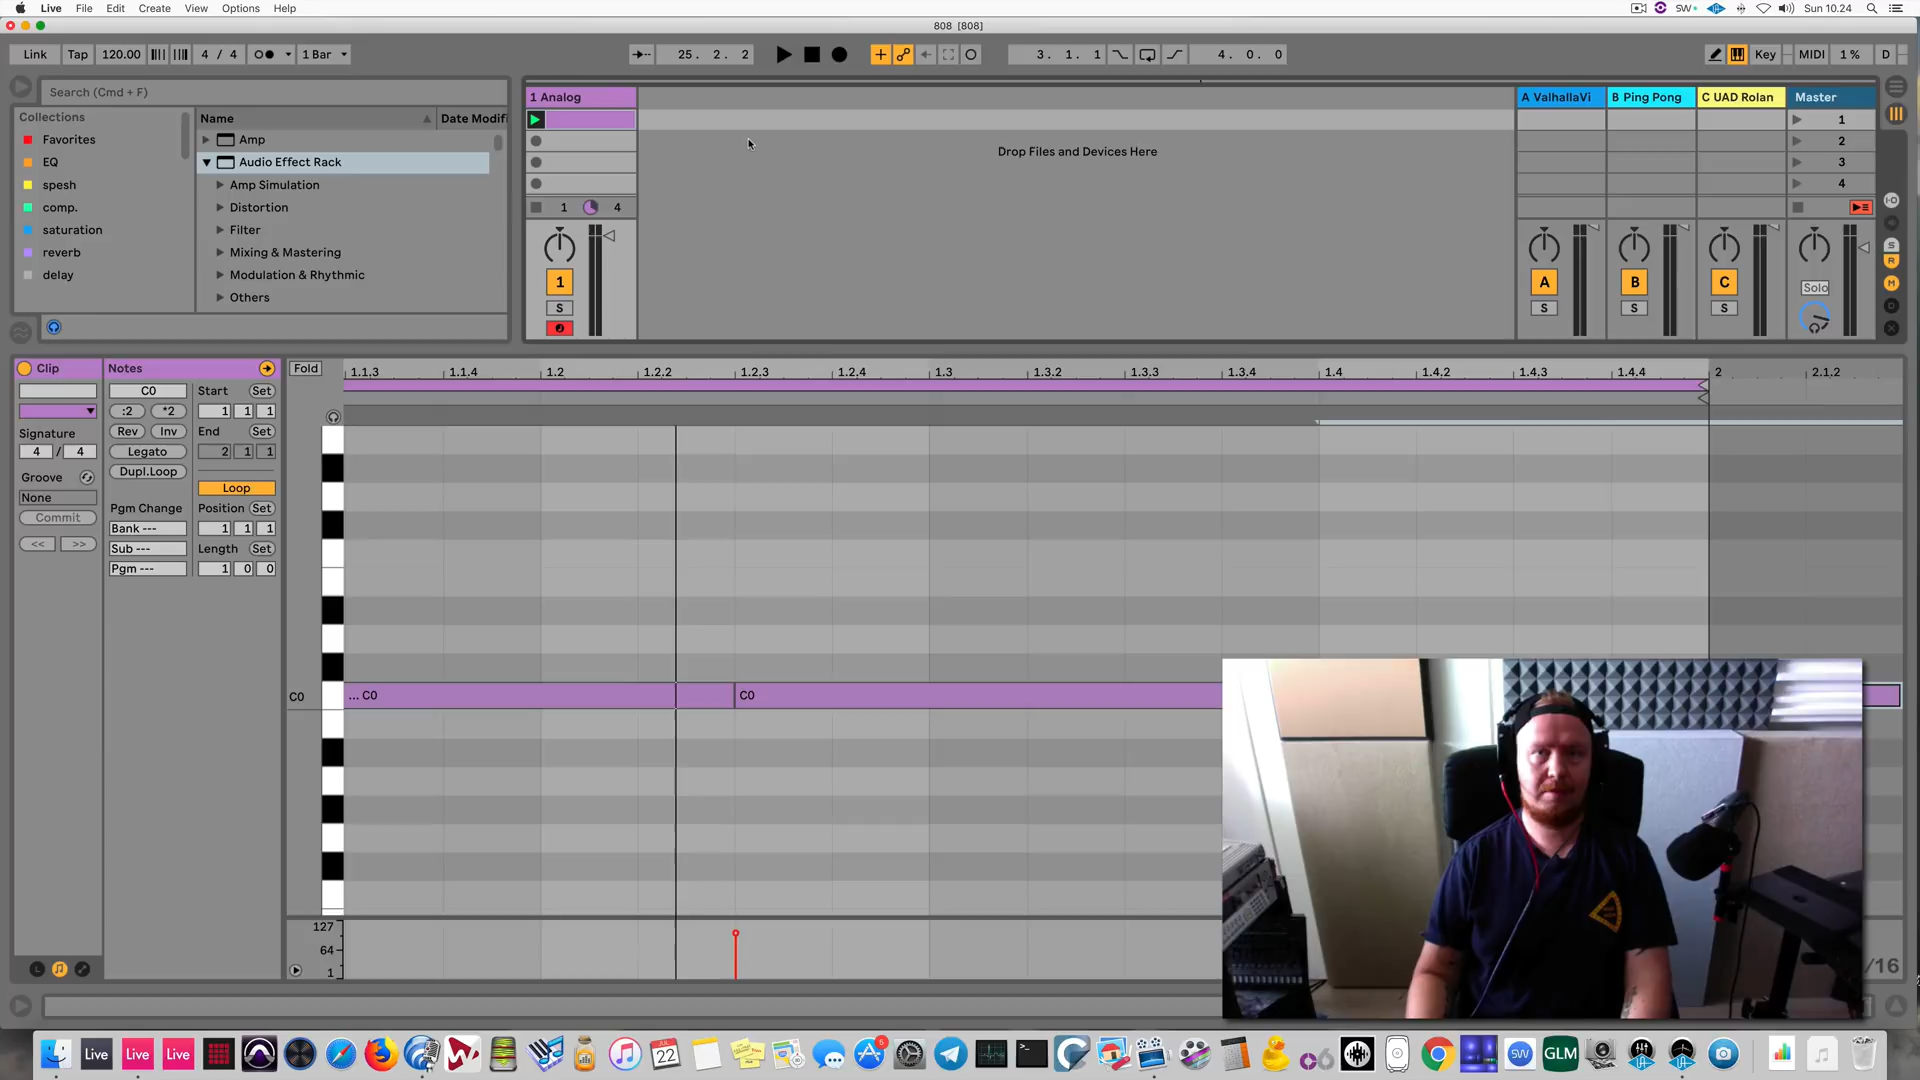 Live File Edit Create View Options Help
SW Sun 10.24
808 [808]
Link Tap 120.00 4 / 4 1 Bar 25. 2. 2 3. 1. 1 4. 0. 0 Key MIDI 1 % D
Search (Cmd + F)
Collections
Favorites
EQ
spesh
comp.
saturation
reverb
delay
Name Date Modifi
Amp
Audio Effect Rack
Amp Simulation
Distortion
Filter
Mixing & Mastering
Modulation & Rhythmic
Others
1 Analog
1 4
1
S
Drop Files and Devices Here
A ValhallaVi B Ping Pong C UAD Rolan Master
1
2
3
4
A B C Solo
S S S
I·O
S
R
M
D
X
Clip
Signature
4 / 4
Groove
None
Commit
<< >>
Notes
C0 Start Set
:2 *2 1 1 1
Rev Inv End Set
Legato 2 1 1
Dupl.Loop
Loop
Pgm Change Position Set
Bank --- 1 1 1
Sub --- Length Set
Pgm --- 1 0 0
Fold 1.1.3 1.1.4 1.2 1.2.2 1.2.3 1.2.4 1.3 1.3.2 1.3.3 1.3.4 1.4 1.4.2 1.4.3 1.4.4 2 2.1.2
C0 ... C0 C0
127
64
1
/16
L
Live Live Live JUL 22 6 SW GLM